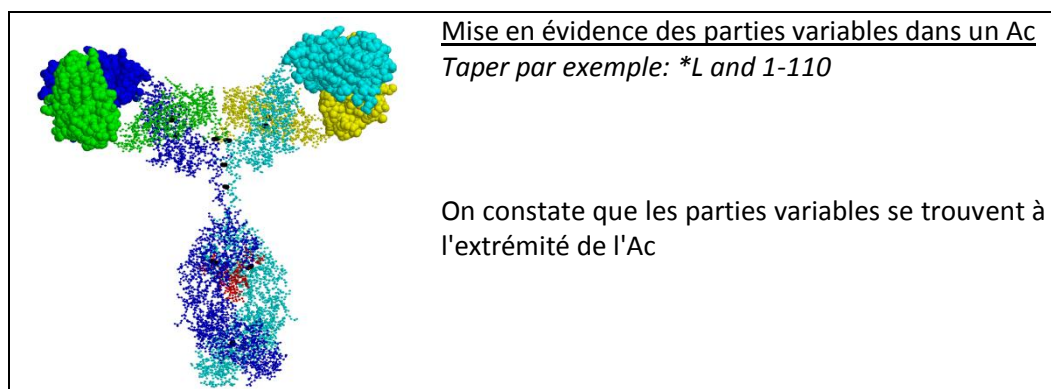 Mise en évidence des parties variables dans un Ac
Taper par exemple: *L and 1-110
On constate que les parties variables se trouvent à
l'extrémité de l'Ac